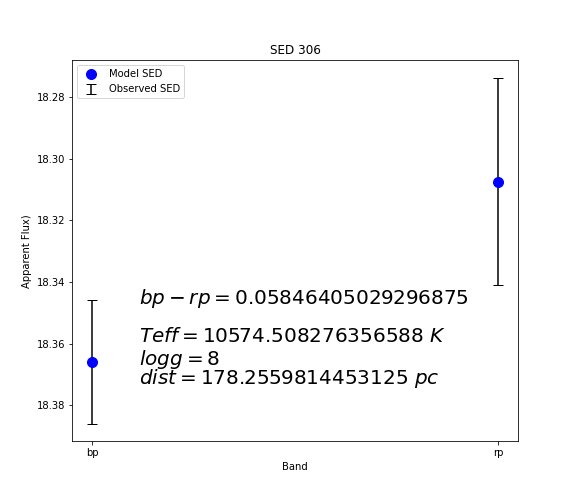 SED 306
Model SED
Observed SED
18.28
18.30
18.32
18.34
18.36
18.38
Apparent Flux)
bp − rp = 0.05846405029296875
Teff = 10574.508276356588 K
logg = 8
dist = 178.2559814453125 pc
bp
rp
Band